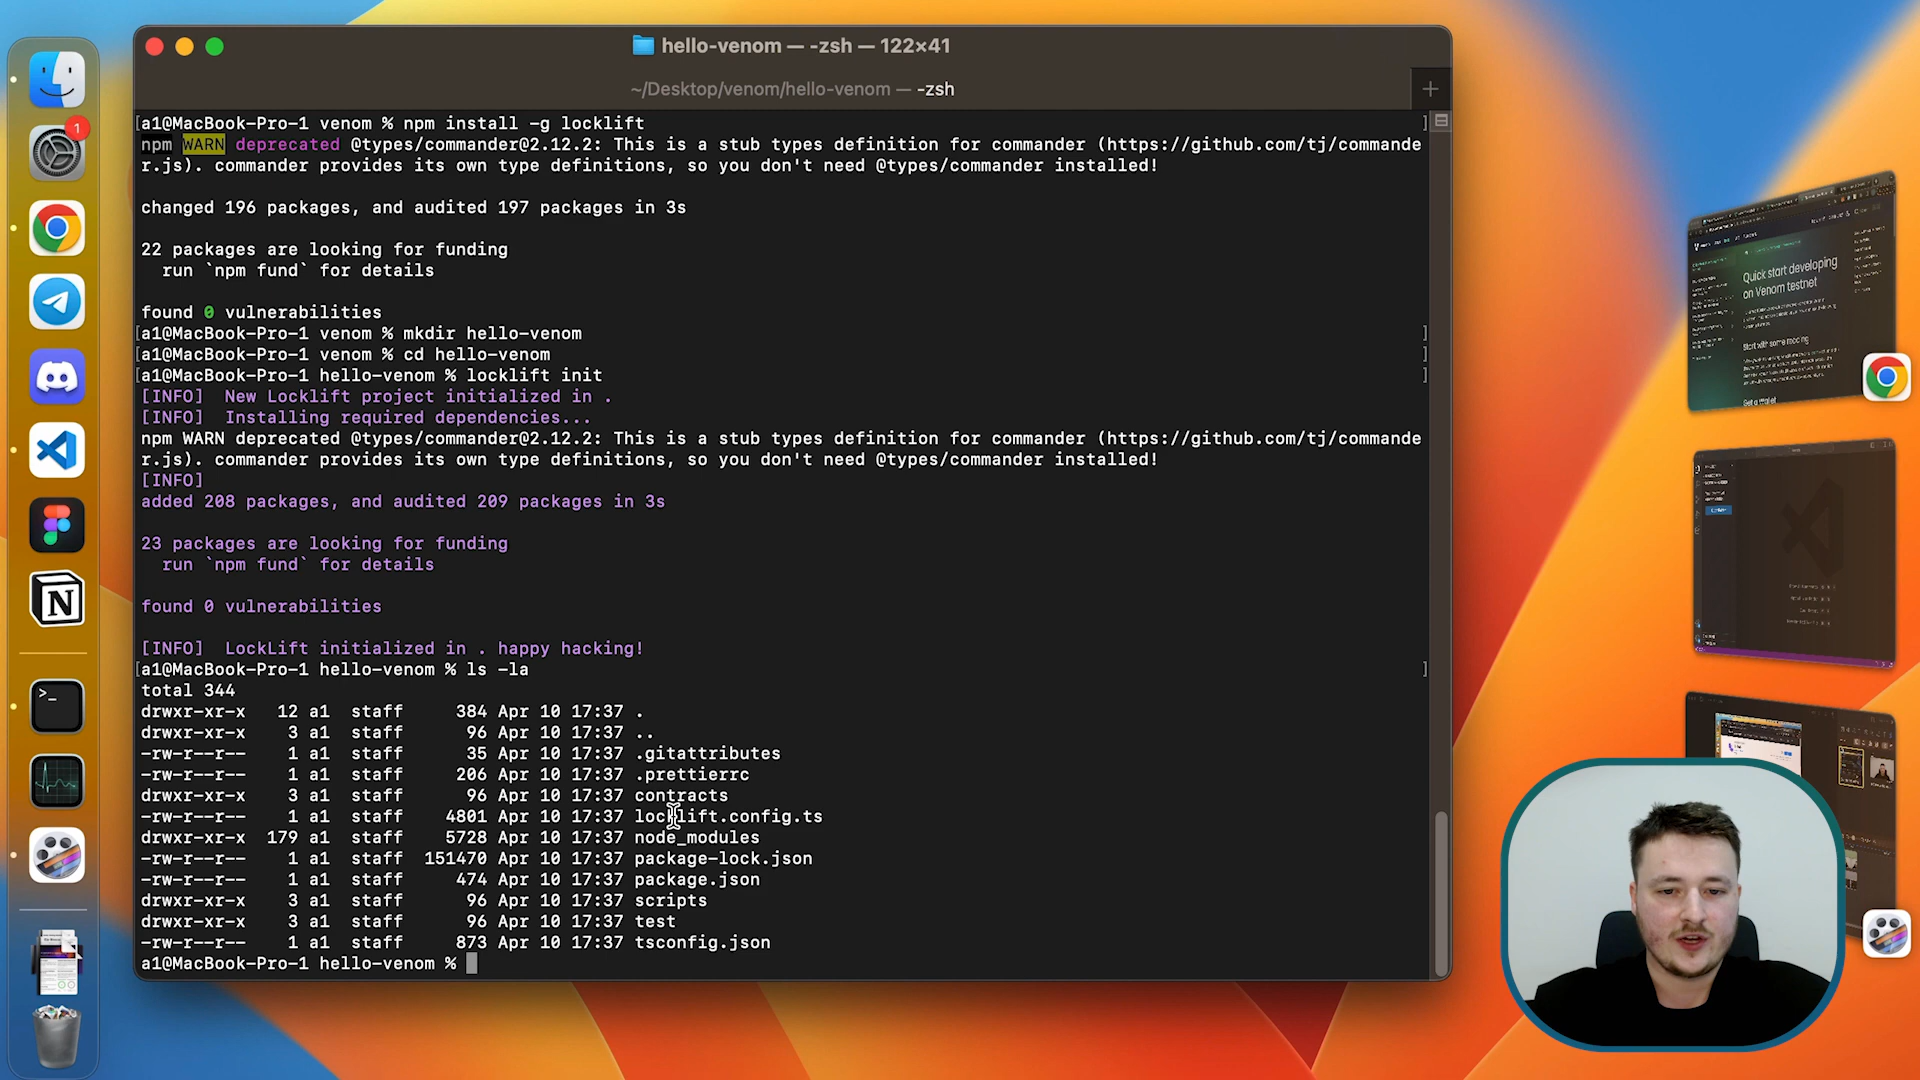 hello-venom — -zsh — 122×41
~/Desktop/venom/hello-venom — -zsh
[a1@MacBook-Pro-1 venom % npm install -g locklift ]
npm WARN deprecated @types/commander@2.12.2: This is a stub types definition for commander (https://github.com/tj/commande
r.js). commander provides its own type definitions, so you don't need @types/commander installed!
changed 196 packages, and audited 197 packages in 3s
22 packages are looking for funding
run `npm fund` for details
found 0 vulnerabilities
[a1@MacBook-Pro-1 venom % mkdir hello-venom ]
[a1@MacBook-Pro-1 venom % cd hello-venom ]
[a1@MacBook-Pro-1 hello-venom % locklift init ]
[INFO] New Locklift project initialized in .
[INFO] Installing required dependencies...
npm WARN deprecated @types/commander@2.12.2: This is a stub types definition for commander (https://github.com/tj/commande
r.js). commander provides its own type definitions, so you don't need @types/commander installed!
[INFO]
added 208 packages, and audited 209 packages in 3s
23 packages are looking for funding
run `npm fund` for details
found 0 vulnerabilities
[INFO] LockLift initialized in . happy hacking!
[a1@MacBook-Pro-1 hello-venom % ls -la ]
total 344
drwxr-xr-x 12 a1 staff 384 Apr 10 17:37 .
drwxr-xr-x 3 a1 staff 96 Apr 10 17:37 ..
-rw-r--r-- 1 a1 staff 35 Apr 10 17:37 .gitattributes
-rw-r--r-- 1 a1 staff 206 Apr 10 17:37 .prettierrc
drwxr-xr-x 3 a1 staff 96 Apr 10 17:37 contracts
-rw-r--r-- 1 a1 staff 4801 Apr 10 17:37 locklift.config.ts
drwxr-xr-x 179 a1 staff 5728 Apr 10 17:37 node_modules
-rw-r--r-- 1 a1 staff 151470 Apr 10 17:37 package-lock.json
-rw-r--r-- 1 a1 staff 474 Apr 10 17:37 package.json
drwxr-xr-x 3 a1 staff 96 Apr 10 17:37 scripts
drwxr-xr-x 3 a1 staff 96 Apr 10 17:37 test
-rw-r--r-- 1 a1 staff 873 Apr 10 17:37 tsconfig.json
a1@MacBook-Pro-1 hello-venom %
1
Quick start developing
on Venom testnet
Start with some reading
Get a Wallet